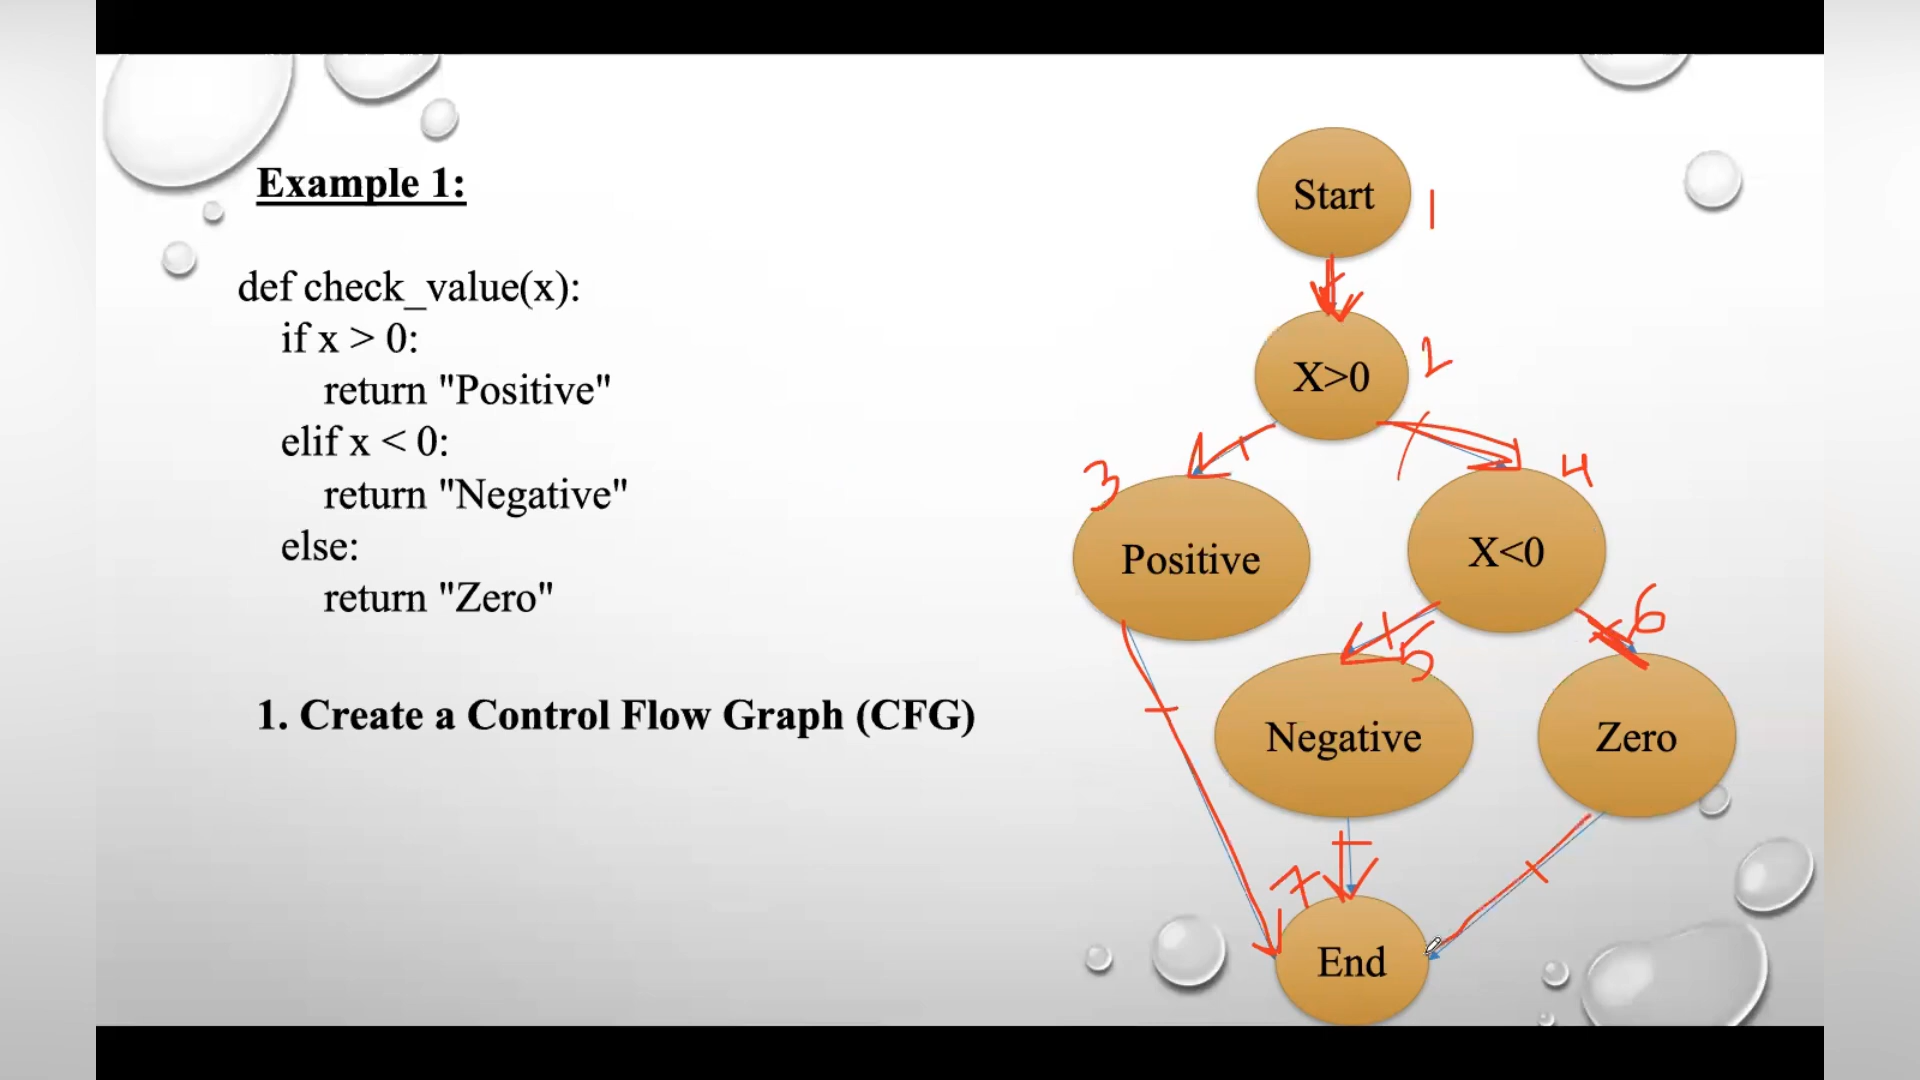 Example 1:
def check_value(x):
if x > 0:
return "Positive"
elif x < 0:
return "Negative"
else:
return "Zero"
1. Create a Control Flow Graph (CFG)
Start
1
X>0
2
3
Positive
4
X<0
5
Negative
6
Zero
7
End